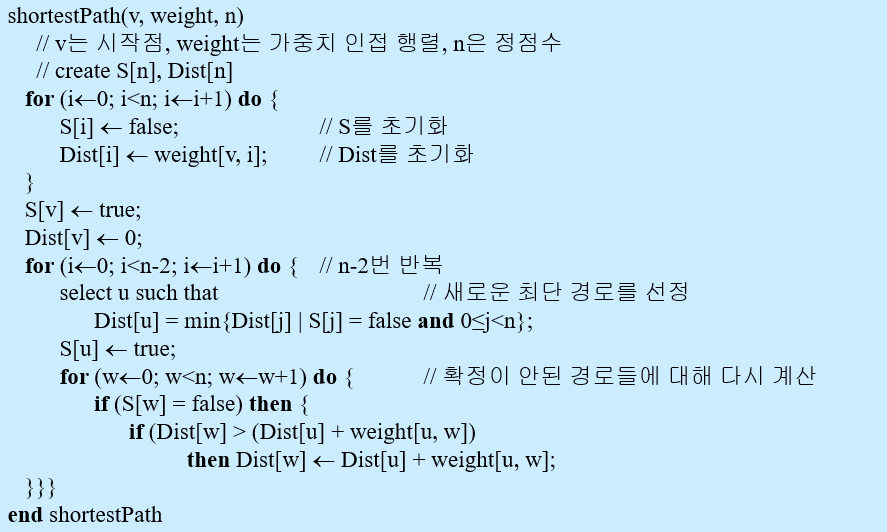 shortestPath(v, weight, n)
// v는 시작점, weight는 가중치 인접 행렬, n은 정점수
// create S[n], Dist[n]
for (i←0; i<n; i←i+1) do {
S[i] ← false; // S를 초기화
Dist[i] ← weight[v, i]; // Dist를 초기화
}
S[v] ← true;
Dist[v] ← 0;
for (i←0; i<n-2; i←i+1) do { // n-2번 반복
select u such that // 새로운 최단 경로를 선정
Dist[u] = min{Dist[j] | S[j] = false and 0≤j<n};
S[u] ← true;
for (w←0; w<n; w←w+1) do { // 확정이 안된 경로들에 대해 다시 계산
if (S[w] = false) then {
if (Dist[w] > (Dist[u] + weight[u, w])
then Dist[w] ← Dist[u] + weight[u, w];
}}}
end shortestPath